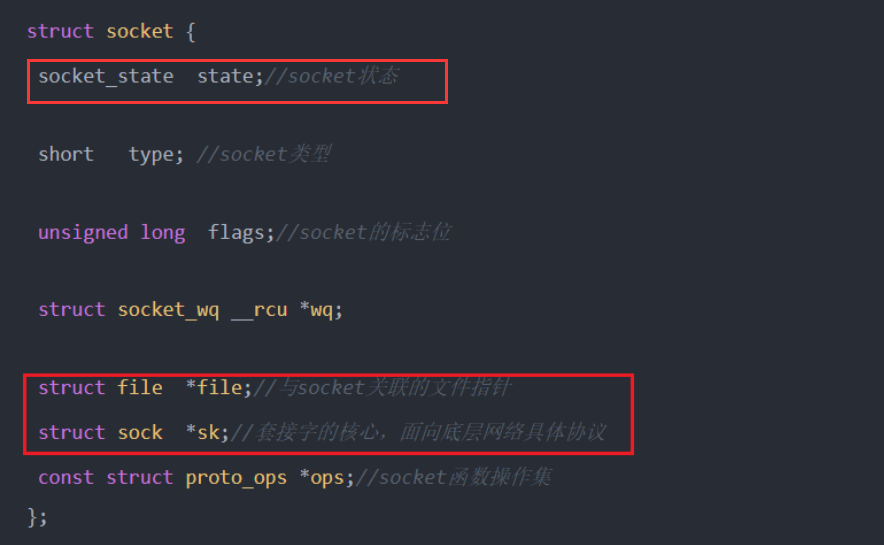 struct socket {
socket_state  state;//socket状态
short   type; //socket类型
unsigned long  flags;//socket的标志位
struct socket_wq __rcu *wq;
struct file  *file;//与socket关联的文件指针
struct sock  *sk;//套接字的核心，面向底层网络具体协议
const struct proto_ops *ops;//socket函数操作集
};